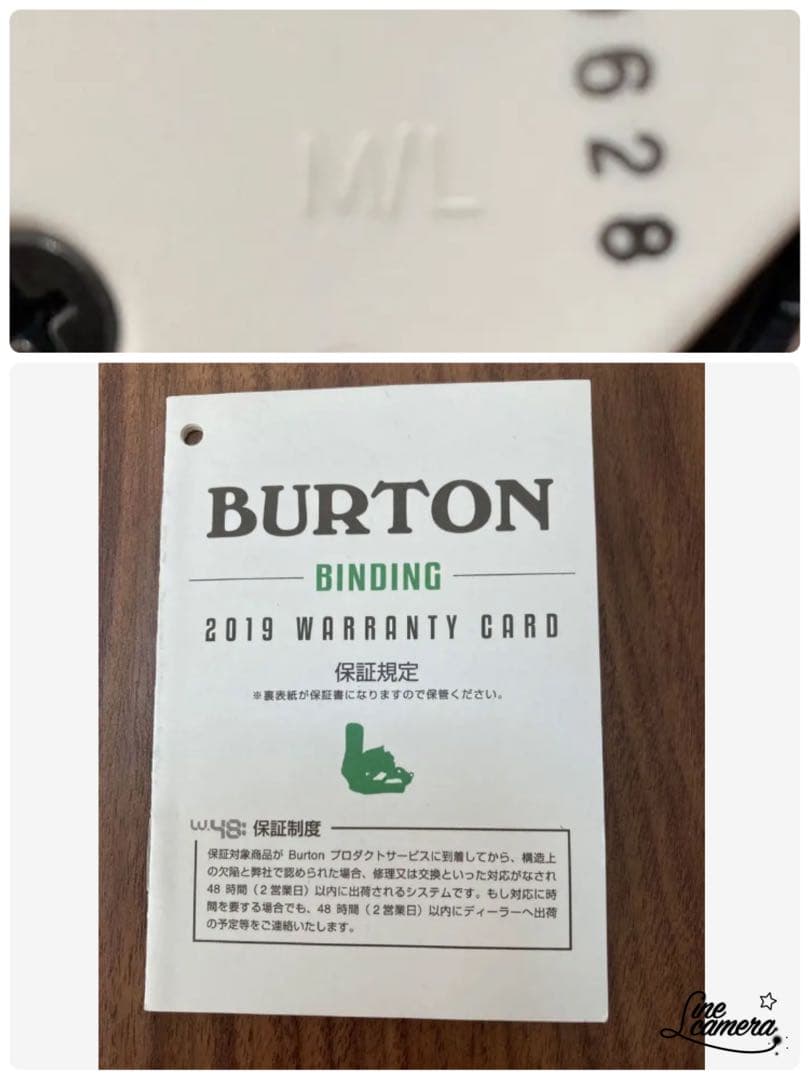 M/L
628
BURTON
BINDING
2019 WARRANTY CARD
保証規定
※裏表紙が保証書になりますので保管ください。
W.48: 保証制度
保証対象商品が Burton プロダクトサービスに到着してから、構造上
の欠陥と弊社で認められた場合、修理又は交換といった対応がなされ
48 時間（2営業日）以内に出荷されるシステムです。もし対応に時
間を要する場合でも、48 時間（2営業日）以内にディーラーへ出荷
の予定等をご連絡いたします。
Line
camera